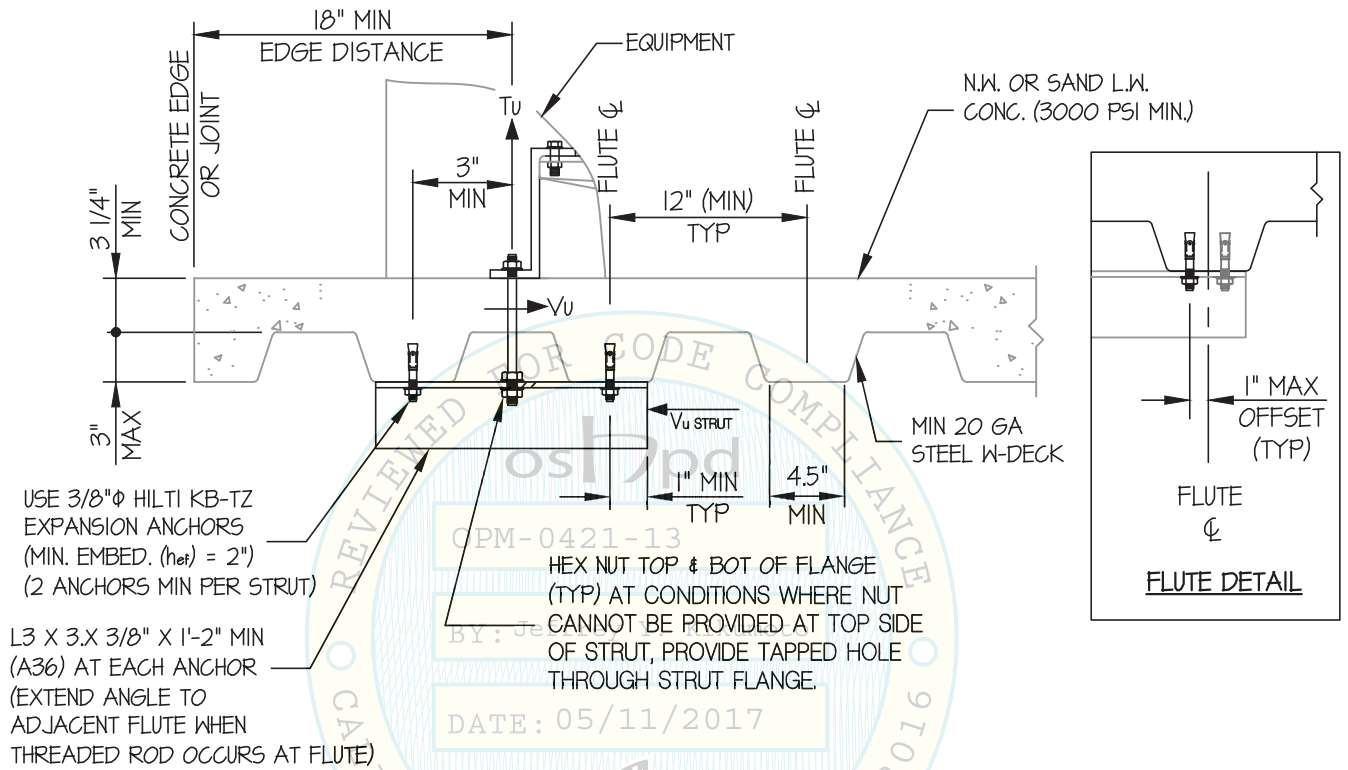 18" MIN
EDGE DISTANCE
CONCRETE EDGE
OR JOINT
EQUIPMENT
Tu
FLUTE ℄
FLUTE ℄
N.W. OR SAND L.W.
CONC. (3000 PSI MIN.)
3"
MIN
12" (MIN)
TYP
3 1/4"
MIN
Vu
3"
MAX
Vu STRUT
MIN 20 GA
STEEL W-DECK
1" MIN
TYP
4.5"
MIN
1" MAX
OFFSET
(TYP)
FLUTE
℄
FLUTE DETAIL
USE 3/8"Φ HILTI KB-TZ
EXPANSION ANCHORS
(MIN. EMBED. (hef) = 2")
(2 ANCHORS MIN PER STRUT)
L3 X 3.X 3/8" X 1'-2" MIN
(A36) AT EACH ANCHOR
(EXTEND ANGLE TO
ADJACENT FLUTE WHEN
THREADED ROD OCCURS AT FLUTE)
HEX NUT TOP & BOT OF FLANGE
(TYP) AT CONDITIONS WHERE NUT
CANNOT BE PROVIDED AT TOP SIDE
OF STRUT, PROVIDE TAPPED HOLE
THROUGH STRUT FLANGE.
REVIEWED FOR CODE COMPLIANCE
oshpd
OPM-0421-13
BY: Jeffrey Y.
DATE: 05/11/2017
2016